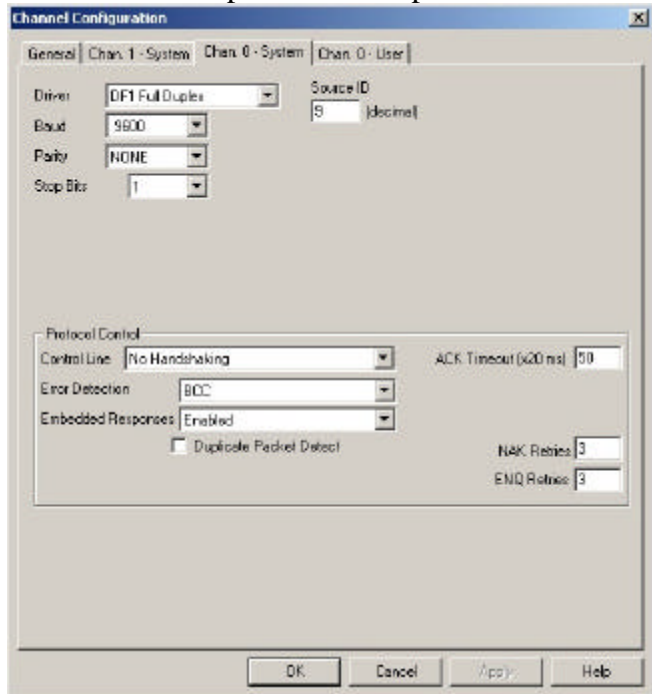 Channel Configuration
General Chan. 1 - System Chan. 0 - System Chan. 0 - User
Driver DF1 Full Duplex Source ID
9 (decimal)
Baud 9600
Parity NONE
Stop Bits 1
Protocol Control
Control Line No Handshaking ACK Timeout (x20 ms) 50
Error Detection BCC
Embedded Responses Enabled
Duplicate Packet Detect
NAK Retries 3
ENQ Retries 3
OK Cancel Apply Help